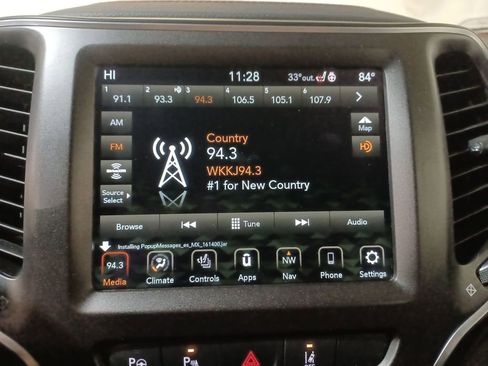 HI 11:28 33°out. 84°
1 2 3 4 5 6
91.1 93.3 94.3 106.5 105.1 107.9 >
AM
FM
Source
Select
Country
94.3
WKKJ94.3
#1 for New Country
Map
HD
Browse Tune Audio
Installing PopupMessages_es_MX_161400.jar
94.3 NW
Media Climate Controls Apps Nav Phone Settings
P P